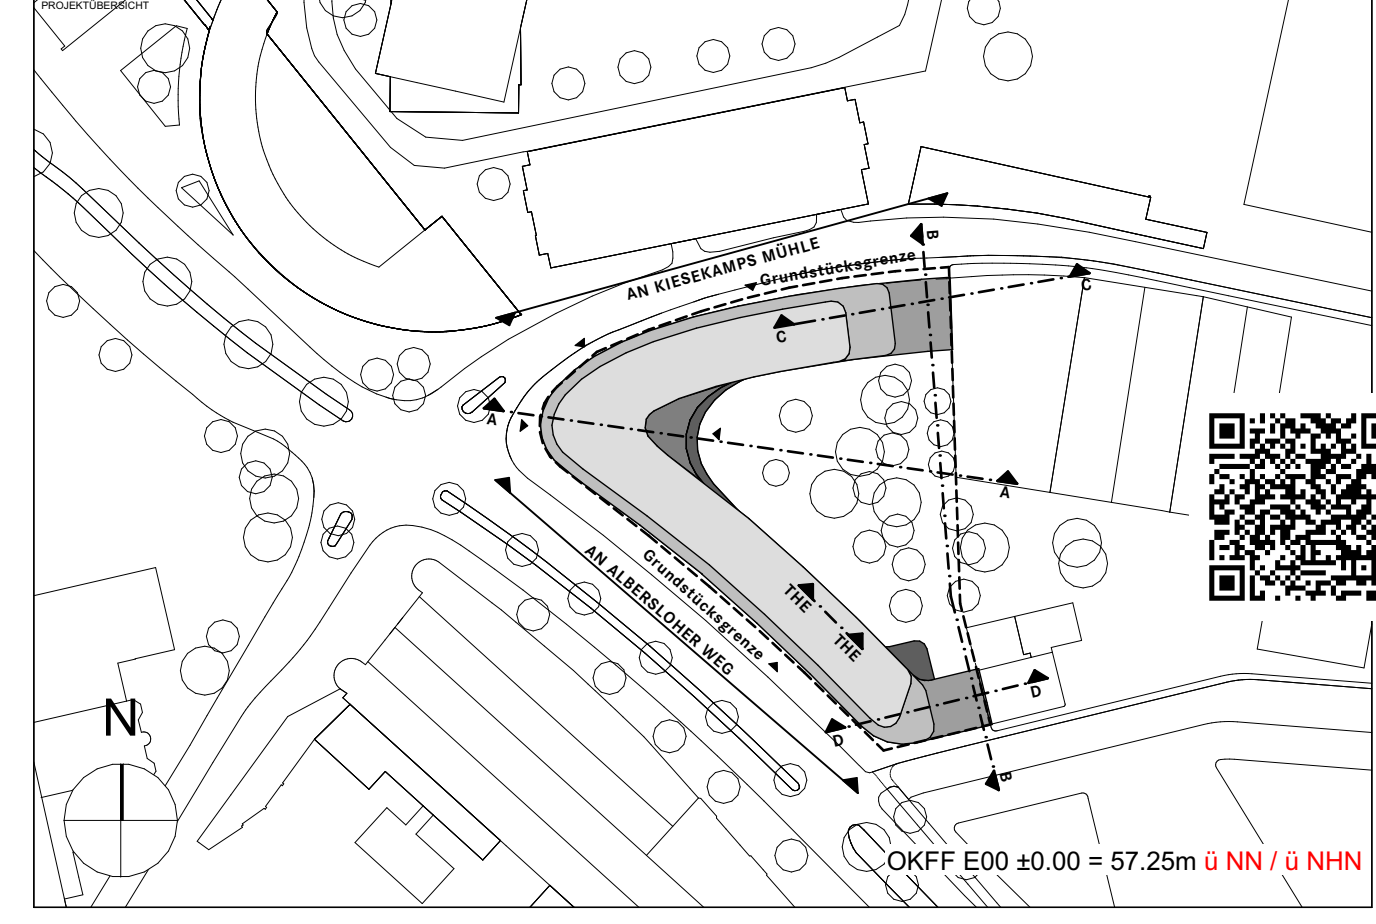 PROJEKTÜBERSICHT
AN KIESEKAMPS MÜHLE
Grundstücksgrenze
B
C
C
A
A
Grundstücksgrenze
AN ALBERSLOHER WEG
THE
THE
D
D
B
N
OKFF E00 ±0.00 = 57.25m ü NN / ü NHN